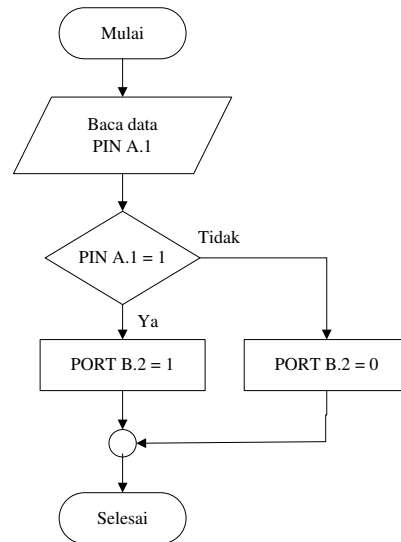 Mulai
Baca data
PIN A.1
PIN A.1 = 1
Tidak
Ya
PORT B.2 = 1
PORT B.2 = 0
Selesai